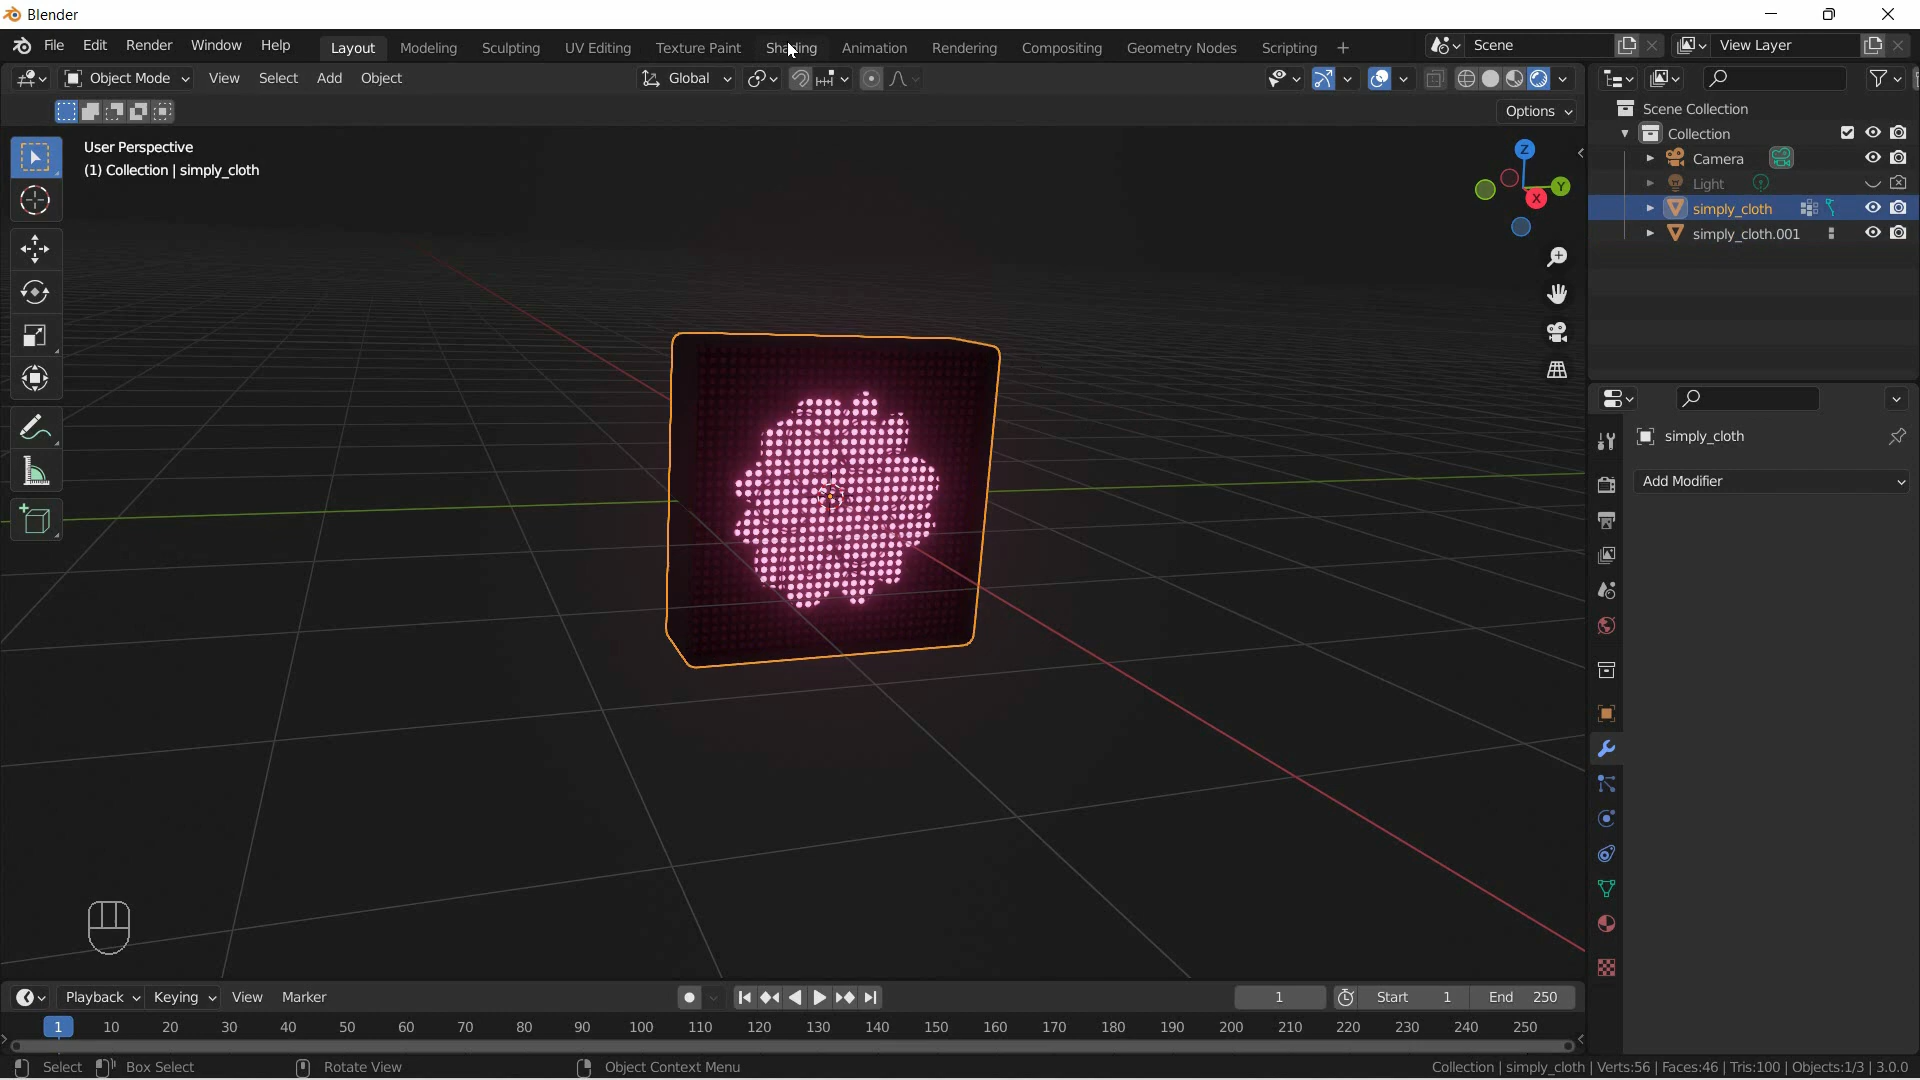 Blender
File Edit Render Window Help Layout Modeling Sculpting UV Editing Texture Paint Shading Animation Rendering Compositing Geometry Nodes Scripting + Scene View Layer
Object Mode View Select Add Object Global
Options
User Perspective
(1) Collection | simply_cloth
Z
Y
X
Scene Collection
Collection
Camera
Light
simply_cloth
simply_cloth.001
simply_cloth
Add Modifier
Playback Keying View Marker 1 Start 1 End 250
1 10 20 30 40 50 60 70 80 90 100 110 120 130 140 150 160 170 180 190 200 210 220 230 240 250
Select Box Select Rotate View Object Context Menu Collection | simply_cloth | Verts:56 | Faces:46 | Tris:100 | Objects:1/3 | 3.0.0